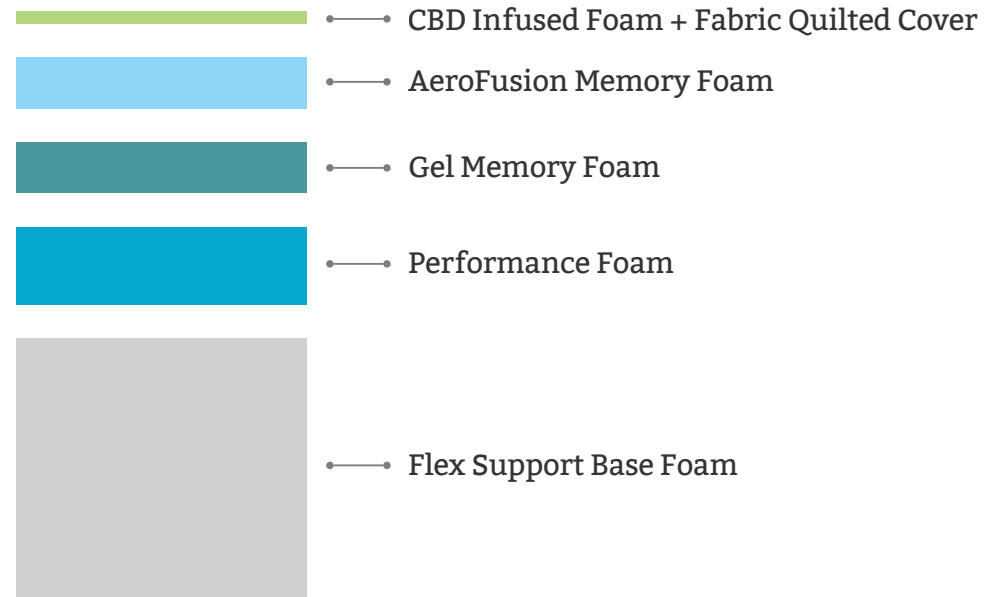 CBD Infused Foam + Fabric Quilted Cover
AeroFusion Memory Foam
Gel Memory Foam
Performance Foam
Flex Support Base Foam